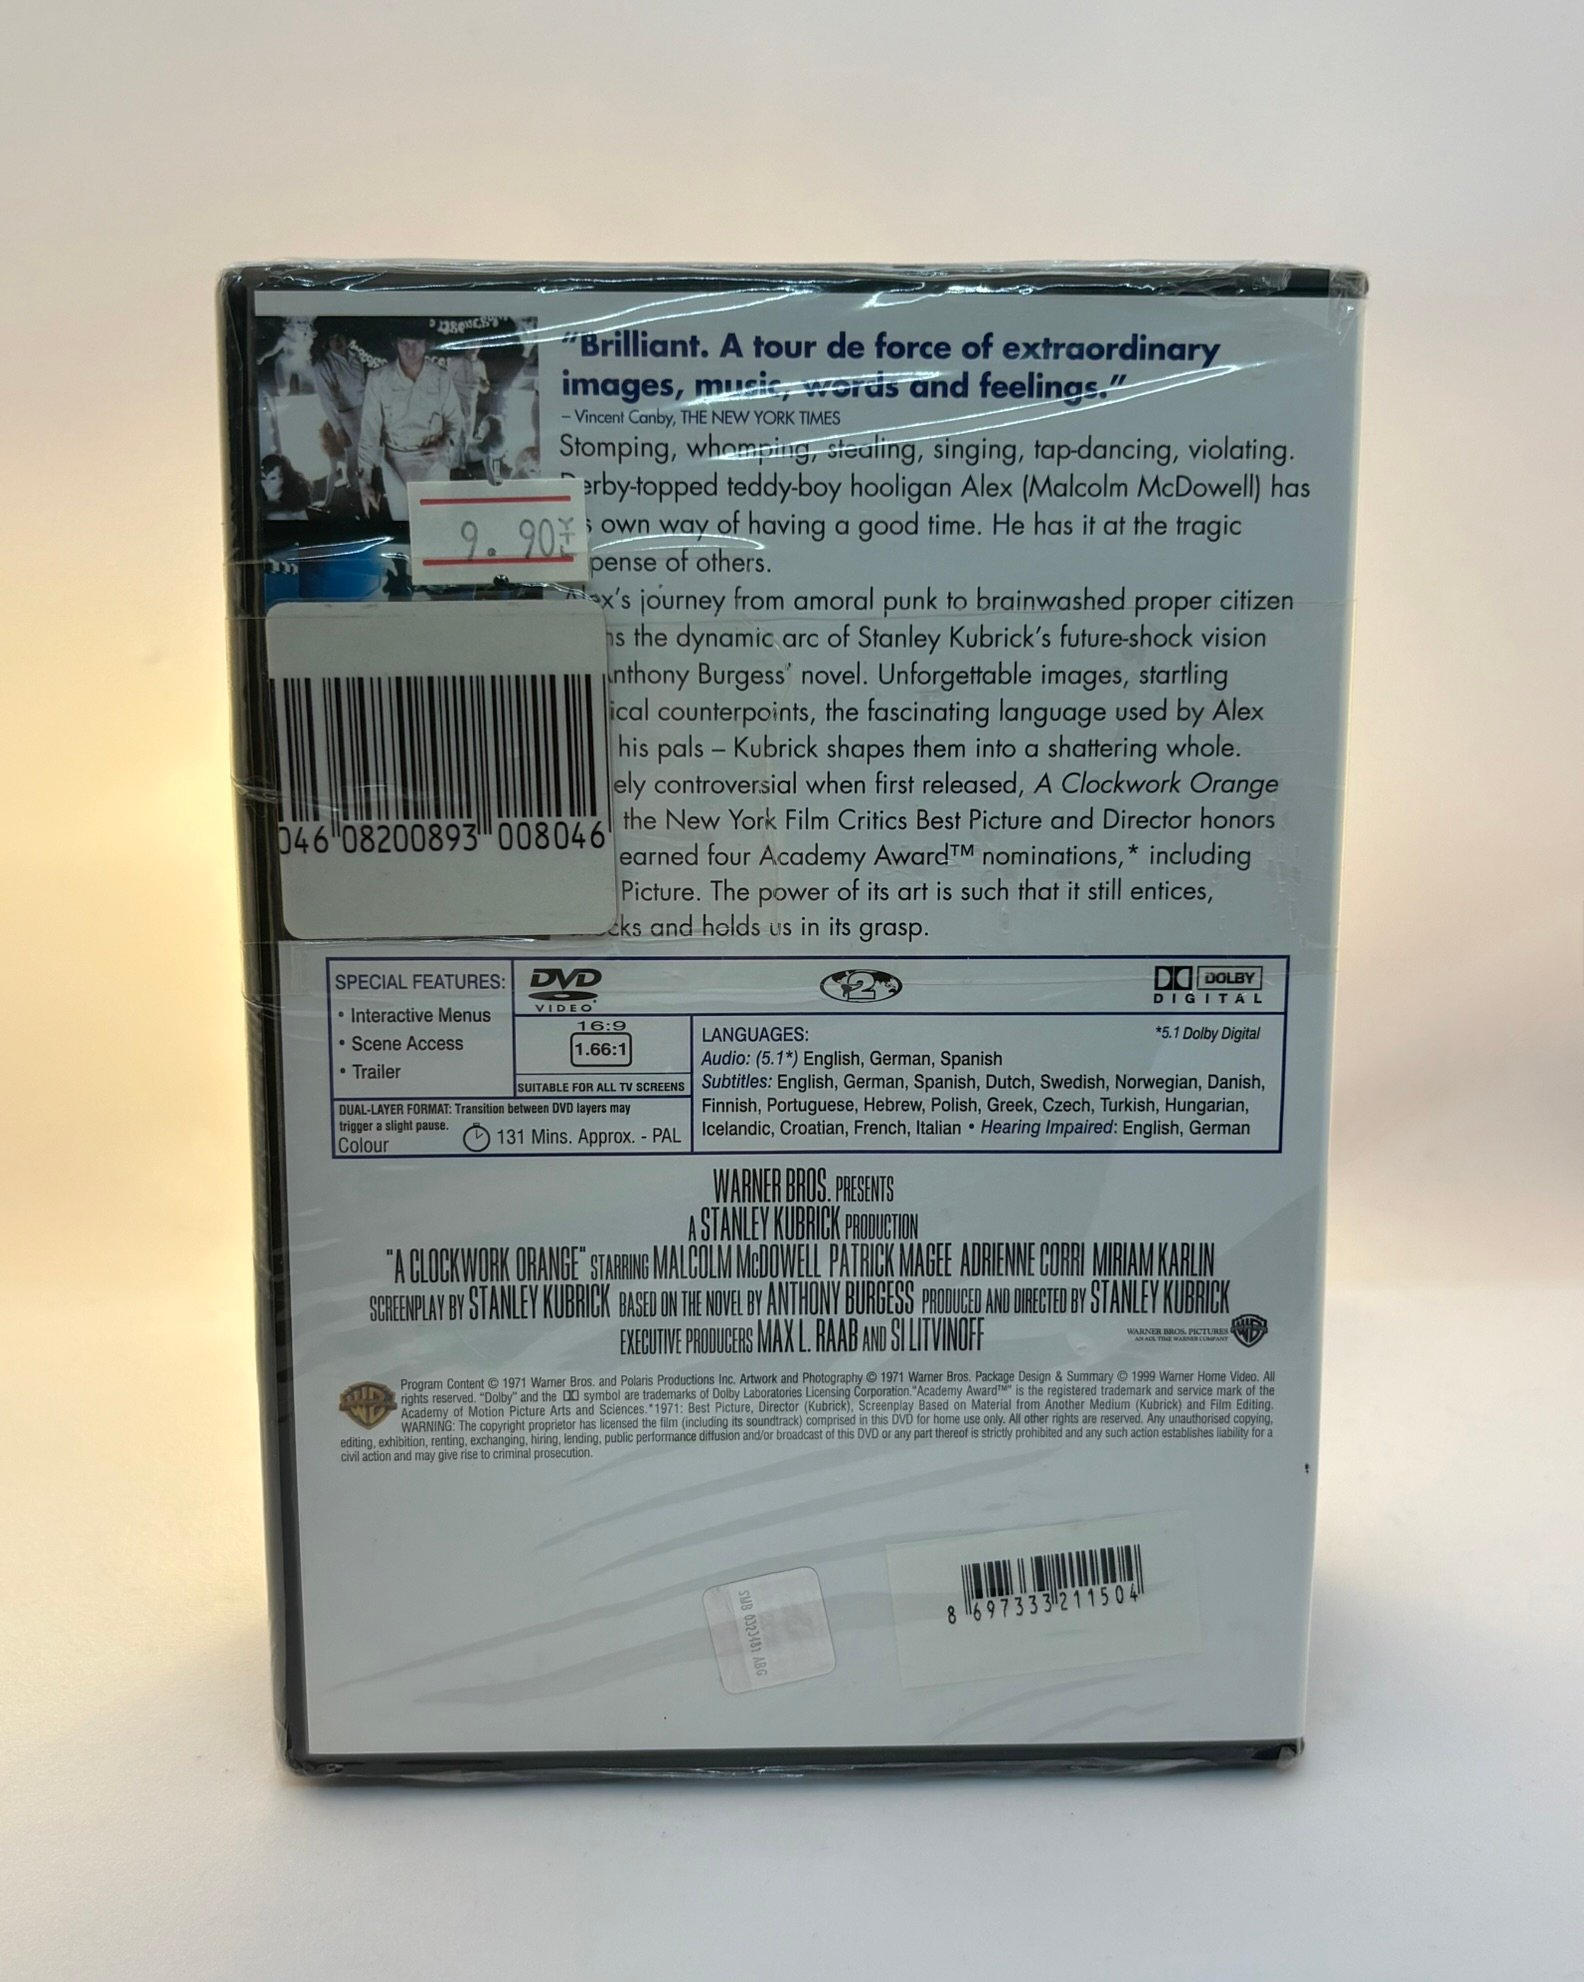 "Brilliant. A tour de force of extraordinary
images, music, words and feelings."
– Vincent Canby, THE NEW YORK TIMES
Stomping, whomping, stealing, singing, tap-dancing, violating.
erby-topped teddy-boy hooligan Alex (Malcolm McDowell) has
own way of having a good time. He has it at the tragic
pense of others.
9.90 YTL
x's journey from amoral punk to brainwashed proper citizen
ns the dynamic arc of Stanley Kubrick's future-shock vision
nthony Burgess' novel. Unforgettable images, startling
ical counterpoints, the fascinating language used by Alex
his pals – Kubrick shapes them into a shattering whole.
ely controversial when first released, A Clockwork Orange
the New York Film Critics Best Picture and Director honors
earned four Academy Award™ nominations,* including
Picture. The power of its art is such that it still entices,
cks and holds us in its grasp.
046 08200893 008046
SPECIAL FEATURES:
• Interactive Menus
• Scene Access
• Trailer
DVD
VIDEO
2
DOLBY
DIGITAL
16:9
1.66:1
SUITABLE FOR ALL TV SCREENS
DUAL-LAYER FORMAT: Transition between DVD layers may
trigger a slight pause.
Colour
131 Mins. Approx. - PAL
LANGUAGES:
*5.1 Dolby Digital
Audio: (5.1*) English, German, Spanish
Subtitles: English, German, Spanish, Dutch, Swedish, Norwegian, Danish,
Finnish, Portuguese, Hebrew, Polish, Greek, Czech, Turkish, Hungarian,
Icelandic, Croatian, French, Italian • Hearing Impaired: English, German
WARNER BROS. PRESENTS
A STANLEY KUBRICK PRODUCTION
"A CLOCKWORK ORANGE" STARRING MALCOLM McDOWELL PATRICK MAGEE ADRIENNE CORRI MIRIAM KARLIN
SCREENPLAY BY STANLEY KUBRICK BASED ON THE NOVEL BY ANTHONY BURGESS PRODUCED AND DIRECTED BY STANLEY KUBRICK
EXECUTIVE PRODUCERS MAX L. RAAB AND SI LITVINOFF
WARNER BROS. PICTURES
AN AOL TIME WARNER COMPANY
Program Content © 1971 Warner Bros. and Polaris Productions Inc. Artwork and Photography © 1971 Warner Bros. Package Design & Summary © 1999 Warner Home Video. All
rights reserved. "Dolby" and the symbol are trademarks of Dolby Laboratories Licensing Corporation. "Academy Award™" is the registered trademark and service mark of the
Academy of Motion Picture Arts and Sciences. *1971: Best Picture, Director (Kubrick), Screenplay Based on Material from Another Medium (Kubrick) and Film Editing.
WARNING: The copyright proprietor has licensed the film (including its soundtrack) comprised in this DVD for home use only. All other rights are reserved. Any unauthorised copying,
editing, exhibition, renting, exchanging, hiring, lending, public performance diffusion and/or broadcast of this DVD or any part thereof is strictly prohibited and any such action establishes liability for a
civil action and may give rise to criminal prosecution.
8 697333 211504